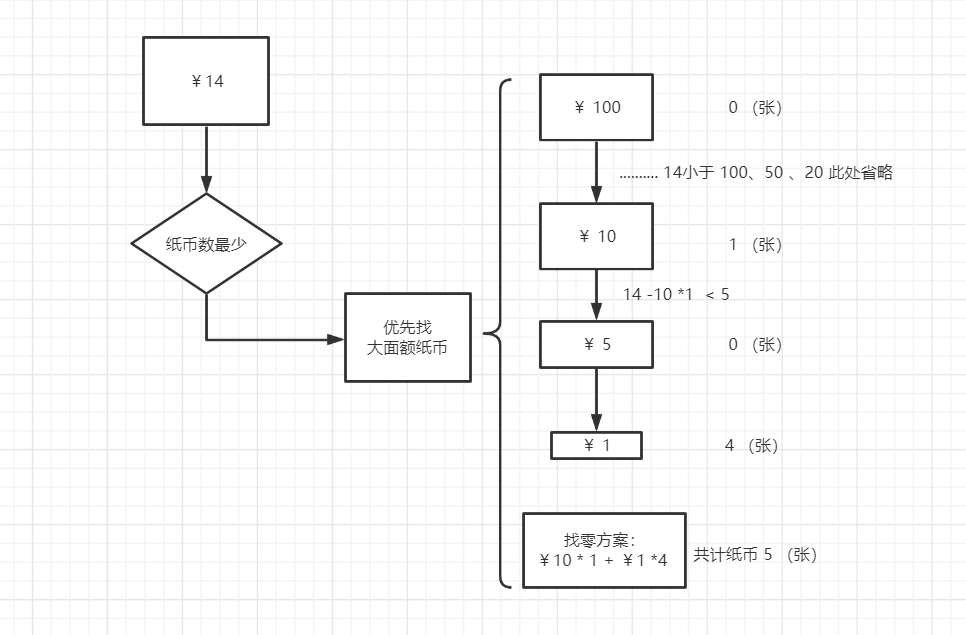 ￥14
纸币数最少
优先找
大面额纸币
￥ 100
0 （张）
.......... 14小于 100、50 、20 此处省略
￥ 10
1 （张）
14 -10 *1 < 5
￥ 5
0 （张）
￥ 1
4 （张）
找零方案：
￥10 * 1 + ￥1 *4
共计纸币 5 （张）